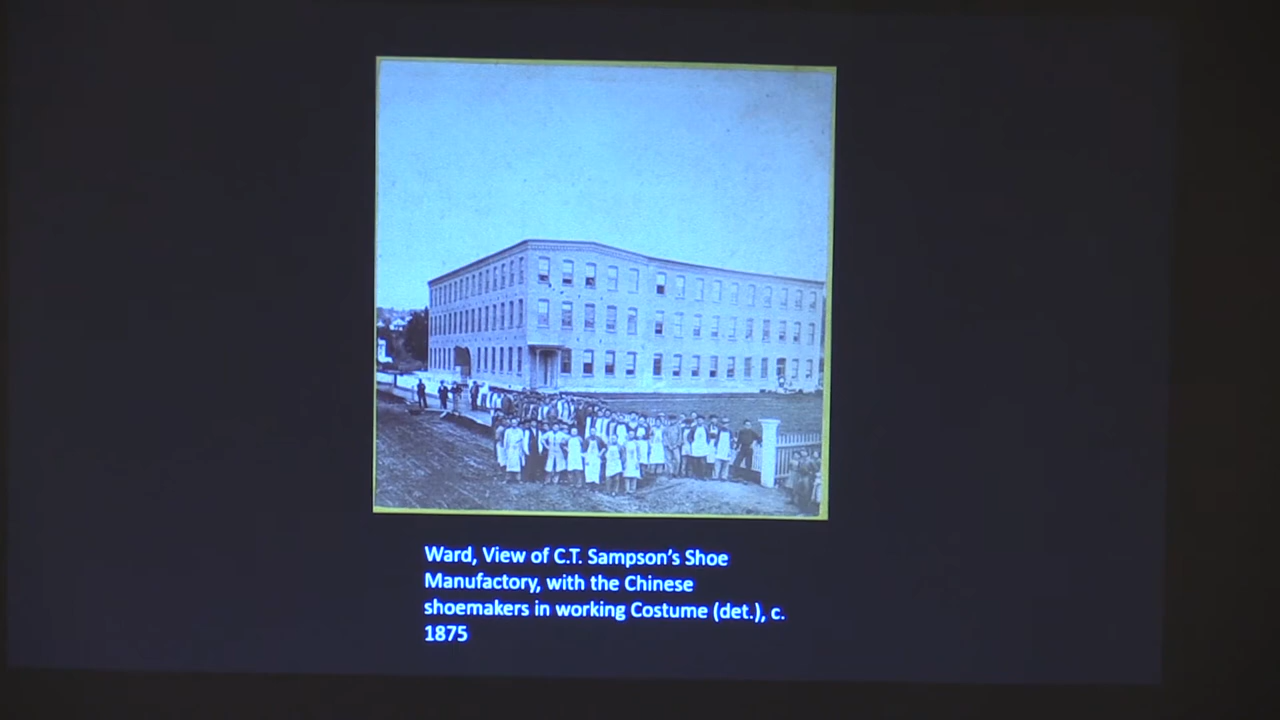 Ward, View of C.T. Sampson's Shoe
Manufactory, with the Chinese
shoemakers in working Costume (det.), c.
1875